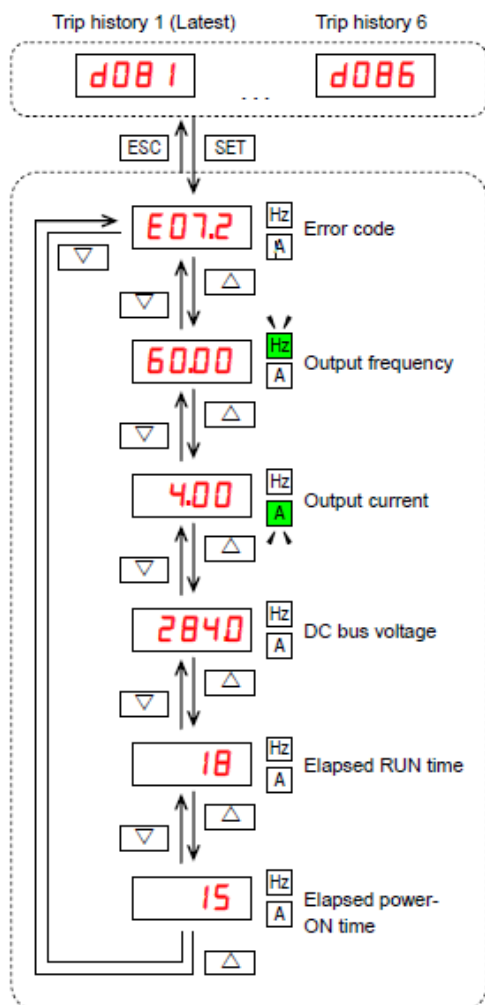 Trip history 1 (Latest) Trip history 6
d081 ... d086
ESC SET
E07.2 Hz Error code
A
▽ △
▽
60.00 Hz Output frequency
A
▽ △
4.00 Hz Output current
A
▽ △
284.0 Hz DC bus voltage
A
▽ △
18 Hz Elapsed RUN time
A
▽ △
15 Hz Elapsed power-
A ON time
△